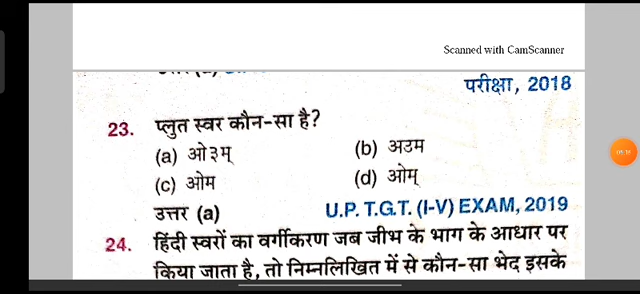 Scanned with CamScanner
परीक्षा, 2018
23. प्लुत स्वर कौन-सा है?
(a) ओ३म् (b) अउम
(c) ओम (d) ओम्
उत्तर (a) U.P. T.G.T. (I-V) EXAM, 2019
24. हिंदी स्वरों का वर्गीकरण जब जीभ के भाग के आधार पर
किया जाता है, तो निम्नलिखित में से कौन-सा भेद इसके